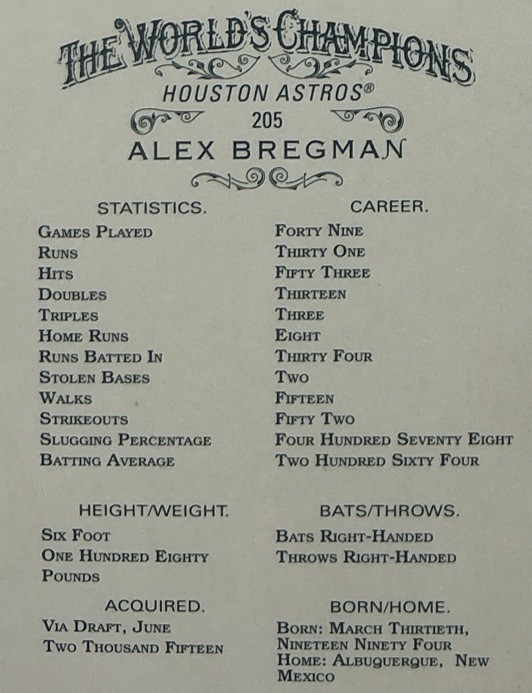 THE WORLD'S CHAMPIONS
HOUSTON ASTROS®
205
ALEX BREGMAN
STATISTICS. CAREER.
GAMES PLAYED FORTY NINE
RUNS THIRTY ONE
HITS FIFTY THREE
DOUBLES THIRTEEN
TRIPLES THREE
HOME RUNS EIGHT
RUNS BATTED IN THIRTY FOUR
STOLEN BASES TWO
WALKS FIFTEEN
STRIKEOUTS FIFTY TWO
SLUGGING PERCENTAGE FOUR HUNDRED SEVENTY EIGHT
BATTING AVERAGE TWO HUNDRED SIXTY FOUR
HEIGHT/WEIGHT.
SIX FOOT
ONE HUNDRED EIGHTY
POUNDS
BATS/THROWS.
BATS RIGHT-HANDED
THROWS RIGHT-HANDED
ACQUIRED.
VIA DRAFT, JUNE
TWO THOUSAND FIFTEEN
BORN/HOME.
BORN: MARCH THIRTIETH,
NINETEEN NINETY FOUR
HOME: ALBUQUERQUE, NEW
MEXICO